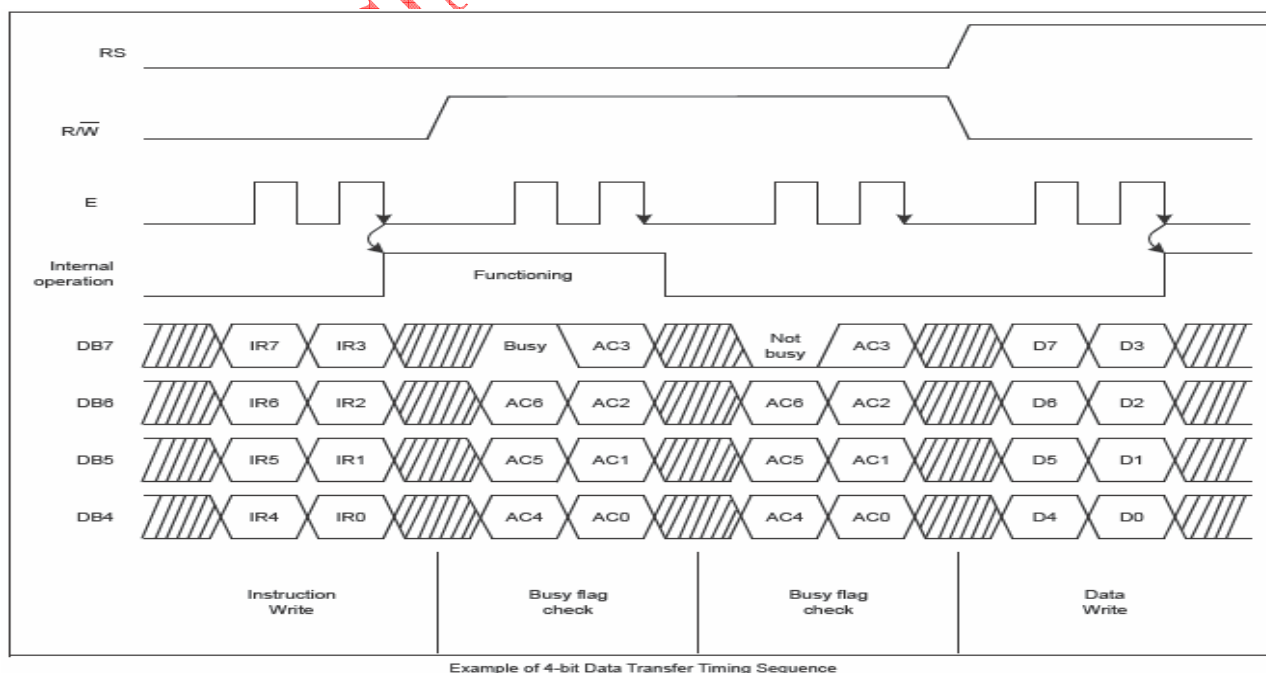 RS
R/W
E
Internal
operation
Functioning
DB7 IR7 IR3 Busy AC3 Not busy AC3 D7 D3
DB6 IR6 IR2 AC6 AC2 AC6 AC2 D6 D2
DB5 IR5 IR1 AC5 AC1 AC5 AC1 D5 D1
DB4 IR4 IR0 AC4 AC0 AC4 AC0 D4 D0
Instruction
Write
Busy flag
check
Busy flag
check
Data
Write
Example of 4-bit Data Transfer Timing Sequence